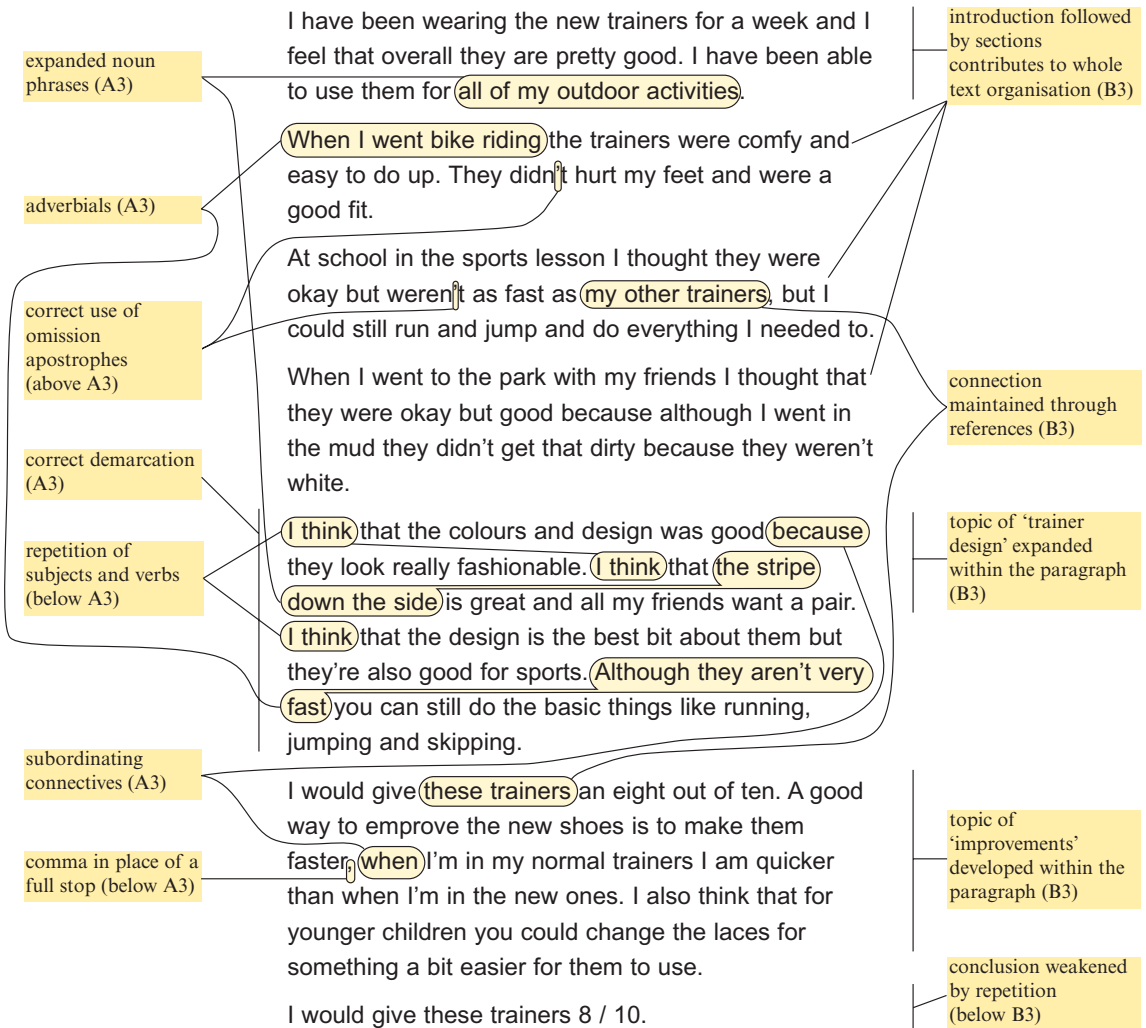 I have been wearing the new trainers for a week and I
feel that overall they are pretty good. I have been able
to use them for all of my outdoor activities.
When I went bike riding the trainers were comfy and
easy to do up. They didn't hurt my feet and were a
good fit.
At school in the sports lesson I thought they were
okay but weren't as fast as my other trainers, but I
could still run and jump and do everything I needed to.
When I went to the park with my friends I thought that
they were okay but good because although I went in
the mud they didn't get that dirty because they weren't
white.
I think that the colours and design was good because
they look really fashionable. I think that the stripe
down the side is great and all my friends want a pair.
I think that the design is the best bit about them but
they're also good for sports. Although they aren't very
fast you can still do the basic things like running,
jumping and skipping.
I would give these trainers an eight out of ten. A good
way to emprove the new shoes is to make them
faster, when I'm in my normal trainers I am quicker
than when I'm in the new ones. I also think that for
younger children you could change the laces for
something a bit easier for them to use.
I would give these trainers 8 / 10.
expanded noun
phrases (A3)
adverbials (A3)
correct use of
omission
apostrophes
(above A3)
correct demarcation
(A3)
repetition of
subjects and verbs
(below A3)
subordinating
connectives (A3)
comma in place of a
full stop (below A3)
introduction followed
by sections
contributes to whole
text organisation (B3)
connection
maintained through
references (B3)
topic of 'trainer
design' expanded
within the paragraph
(B3)
topic of
'improvements'
developed within the
paragraph (B3)
conclusion weakened
by repetition
(below B3)